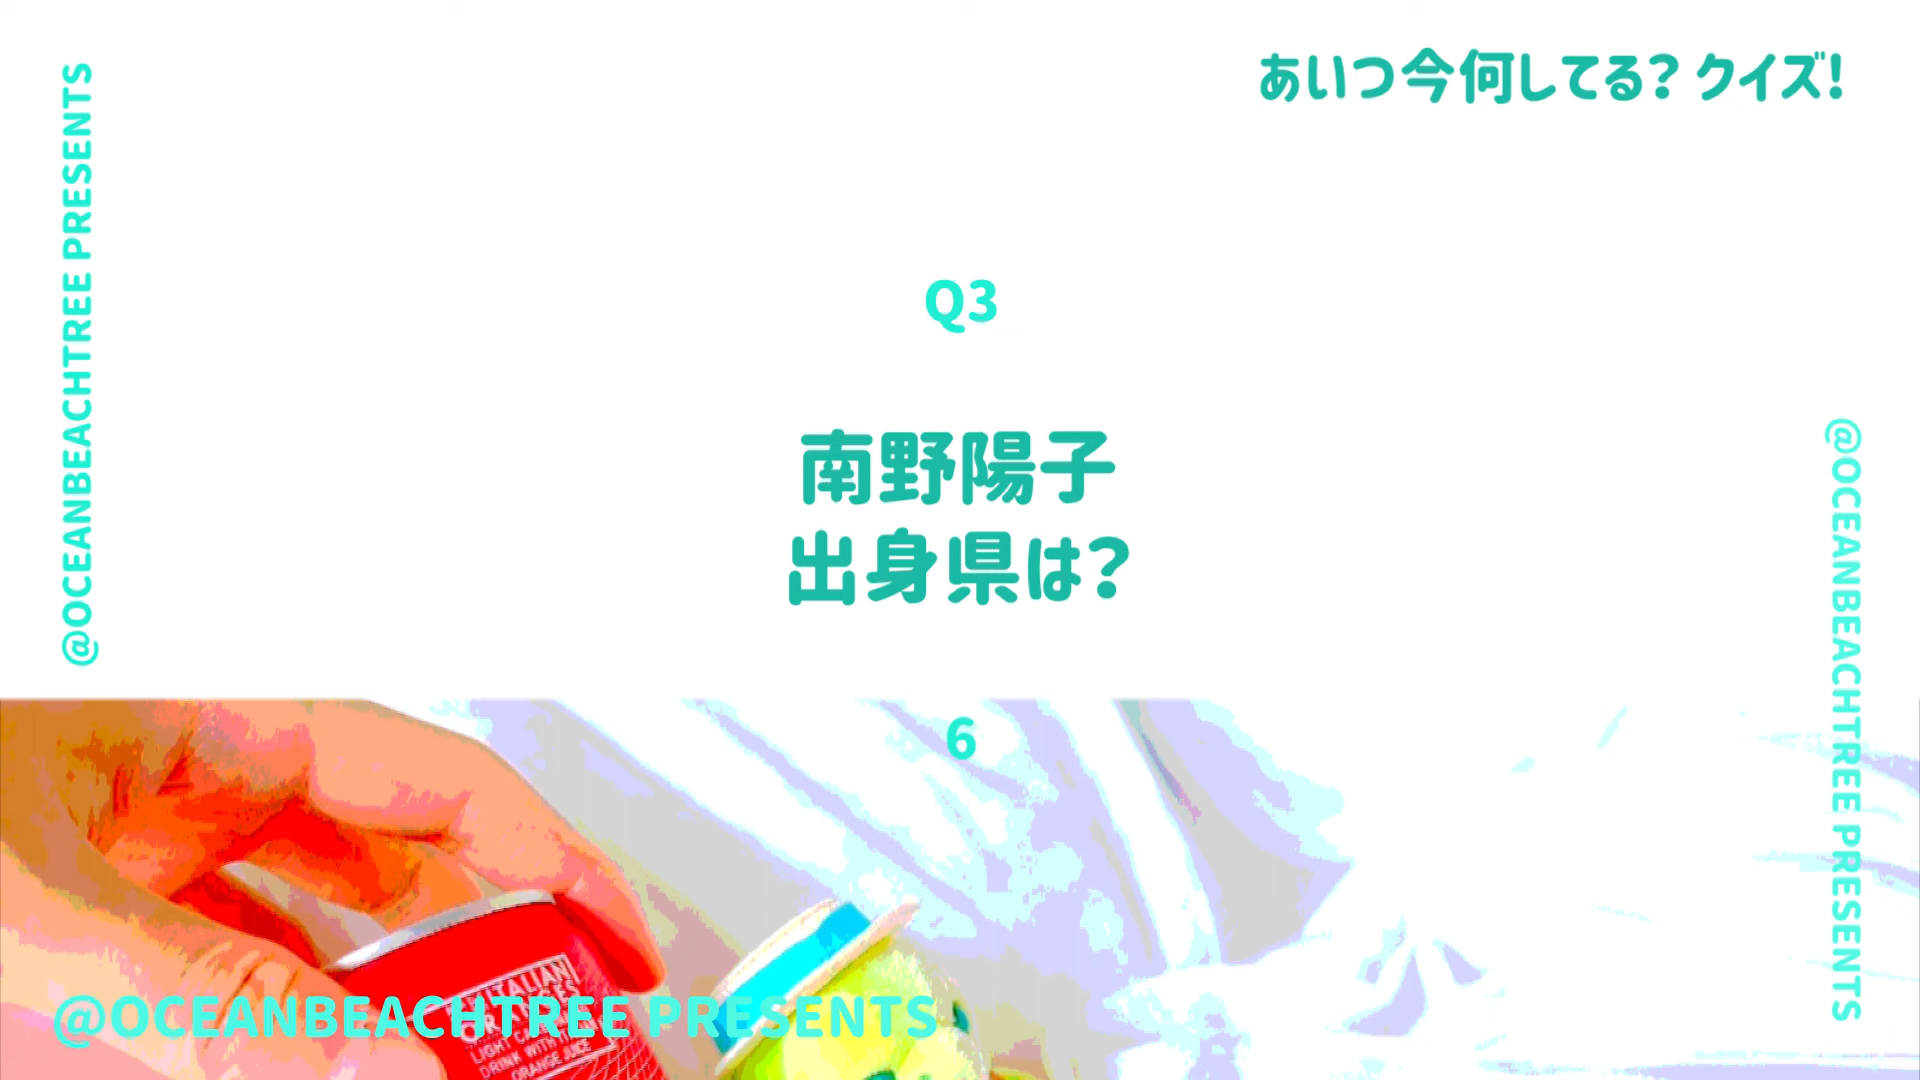 あいつ今何してる？ クイズ！
@OCEANBEACHTREE PRESENTS
Q3
南野陽子
出身県は？
@OCEANBEACHTREE PRESENTS
6
ITALIAN
LIGHT
DRINK WITH
ORANGE JUICE
@OCEANBEACHTREE PRESENTS